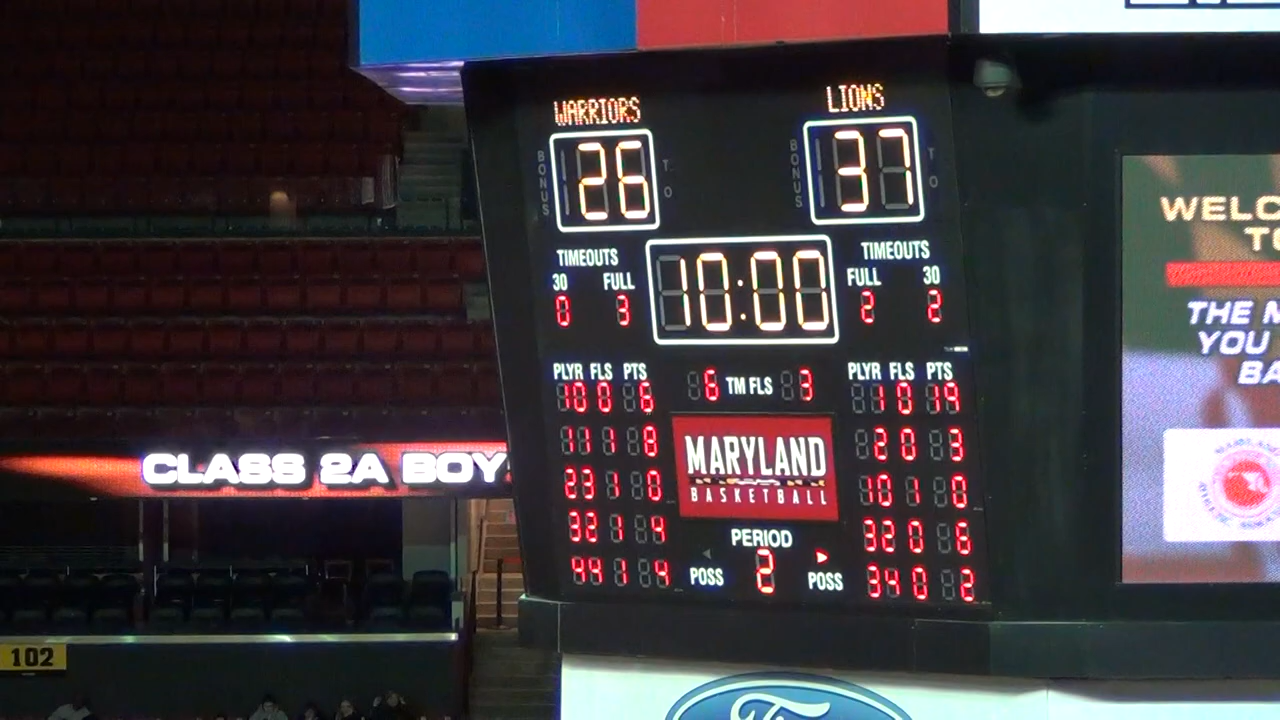 WARRIORS
LIONS
BONUS
26
T.O
BONUS
37
T O
TIMEOUTS
30 FULL
0 3
10:00
TIMEOUTS
FULL 30
2 2
PLYR FLS PTS
10 0 6
11 1 8
23 1 0
32 1 4
44 1 4
6 TM FLS 3
MARYLAND
BASKETBALL
PERIOD
2
POSS
POSS
PLYR FLS PTS
1 0 14
2 0 3
10 1 0
32 0 6
34 0 2
CLASS 2A BOY
102
WELC
TO
THE M
YOU
BA